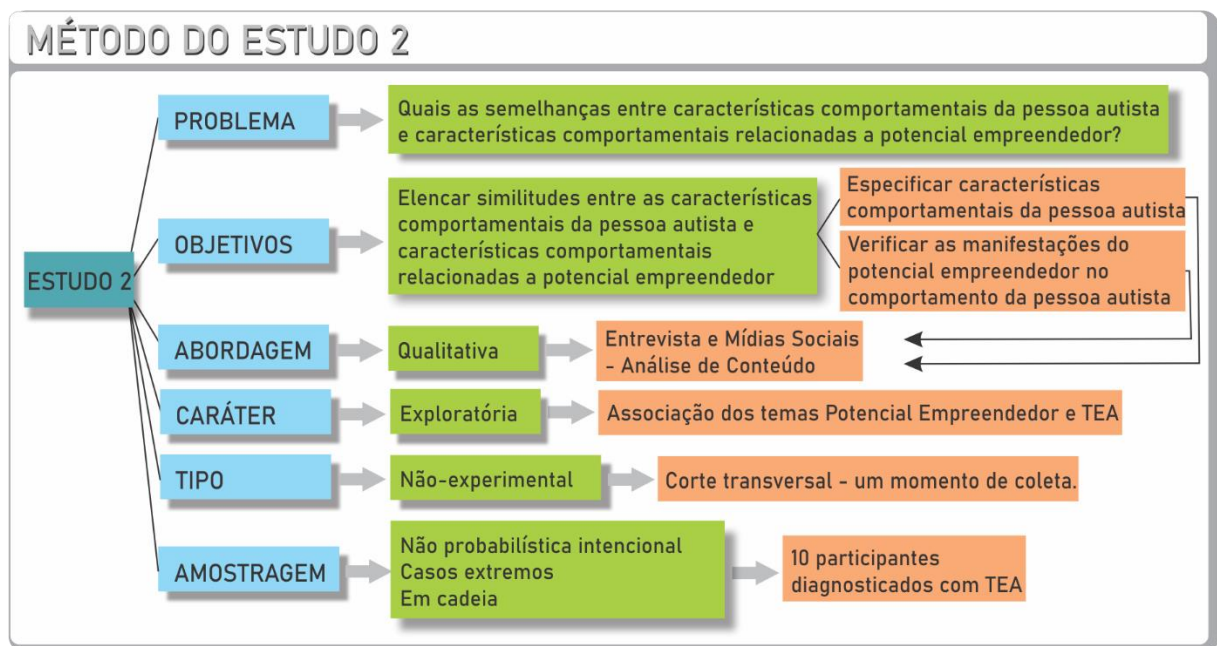 MÉTODO DO ESTUDO 2
ESTUDO 2
PROBLEMA
Quais as semelhanças entre características comportamentais da pessoa autista
e características comportamentais relacionadas a potencial empreendedor?
OBJETIVOS
Elencar similitudes entre as características
comportamentais da pessoa autista e
características comportamentais
relacionadas a potencial empreendedor
Especificar características
comportamentais da pessoa autista
Verificar as manifestações do
potencial empreendedor no
comportamento da pessoa autista
ABORDAGEM
Qualitativa
Entrevista e Mídias Sociais
- Análise de Conteúdo
CARÁTER
Exploratória
Associação dos temas Potencial Empreendedor e TEA
TIPO
Não-experimental
Corte transversal - um momento de coleta.
AMOSTRAGEM
Não probabilística intencional
Casos extremos
Em cadeia
10 participantes
diagnosticados com TEA